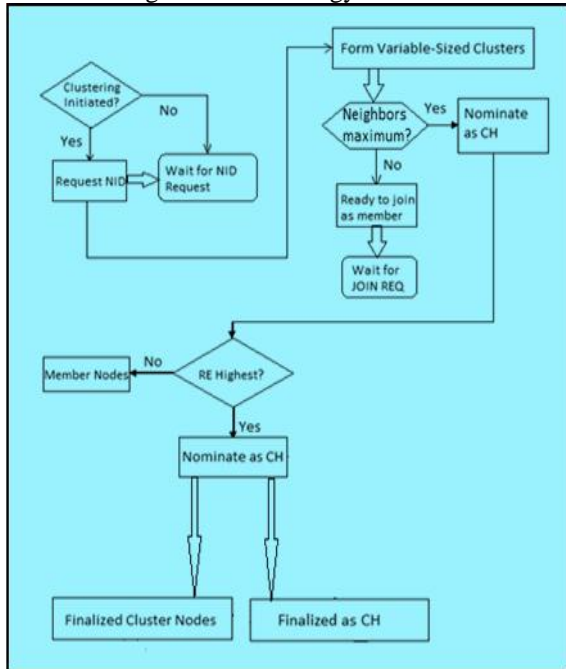 Form Variable-Sized Clusters
Clustering
Initiated?
No
Yes
Request NID
Wait for NID
Request
Neighbors
maximum?
Yes
Nominate
as CH
No
Ready to join
as member
Wait for
JOIN REQ
Member Nodes
No
RE Highest?
Yes
Nominate as CH
Finalized Cluster Nodes
Finalized as CH